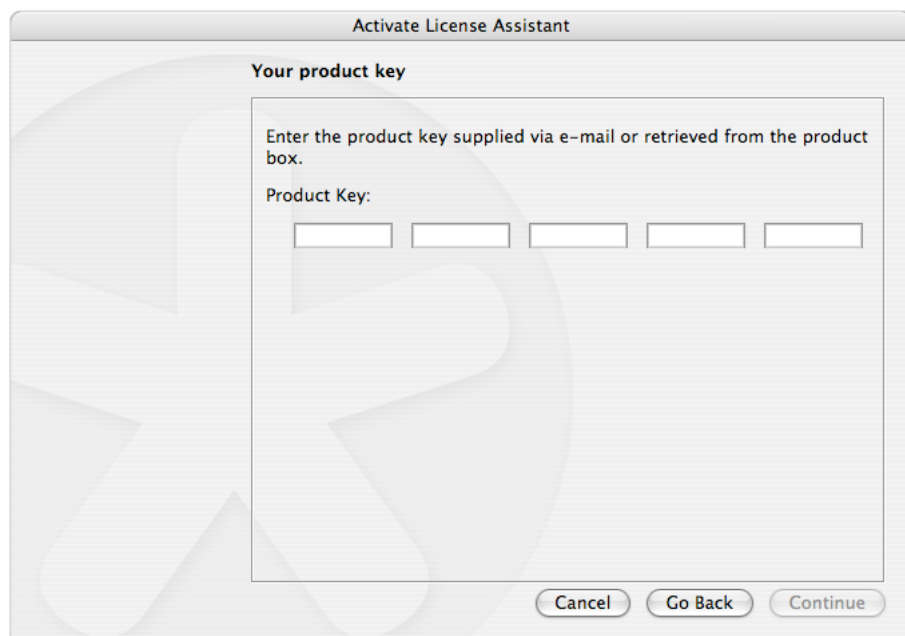 Activate License Assistant
Your product key
Enter the product key supplied via e-mail or retrieved from the product
box.
Product Key:
Cancel Go Back Continue